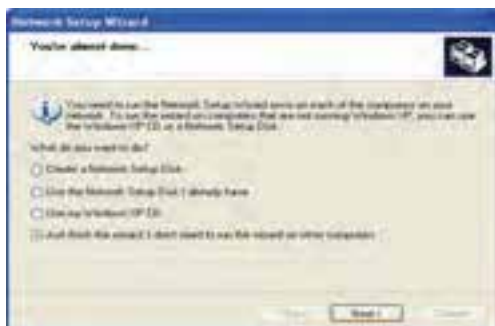 Network Setup Wizard
You're almost done...
You need to run the Network Setup Wizard once on each of the computers on your
network. To run the wizard on computers that are not running Windows XP, you can use
the Windows XP CD or a Network Setup Disk.
What do you want to do?
Create a Network Setup Disk
Use the Network Setup Disk I already have
Use my Windows XP CD
Just finish the wizard; I don't need to run the wizard on other computers
Next >